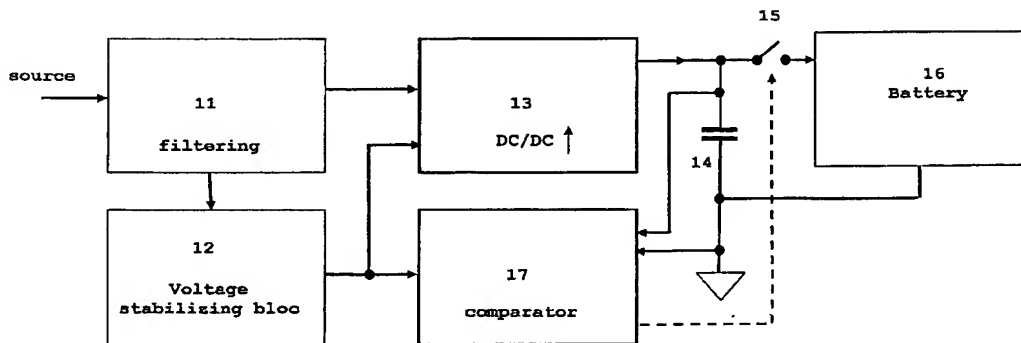 source
11
filtering
13
DC/DC
15
16
Battery
14
12
Voltage
stabilizing bloc
17
comparator